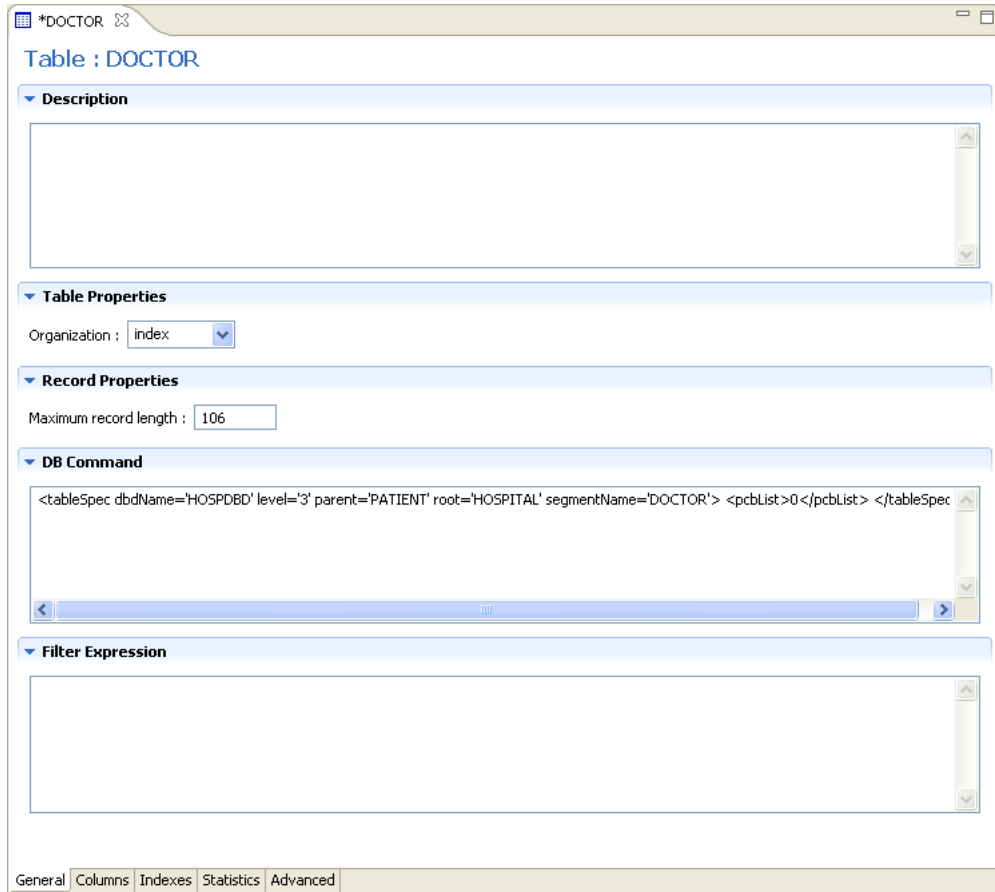 *DOCTOR
Table : DOCTOR
Description
Table Properties
Organization : index
Record Properties
Maximum record length : 106
DB Command
<tableSpec dbdName='HOSPDBD' level='3' parent='PATIENT' root='HOSPITAL' segmentName='DOCTOR'> <pcbList>0</pcbList> </tableSpec
Filter Expression
General Columns Indexes Statistics Advanced